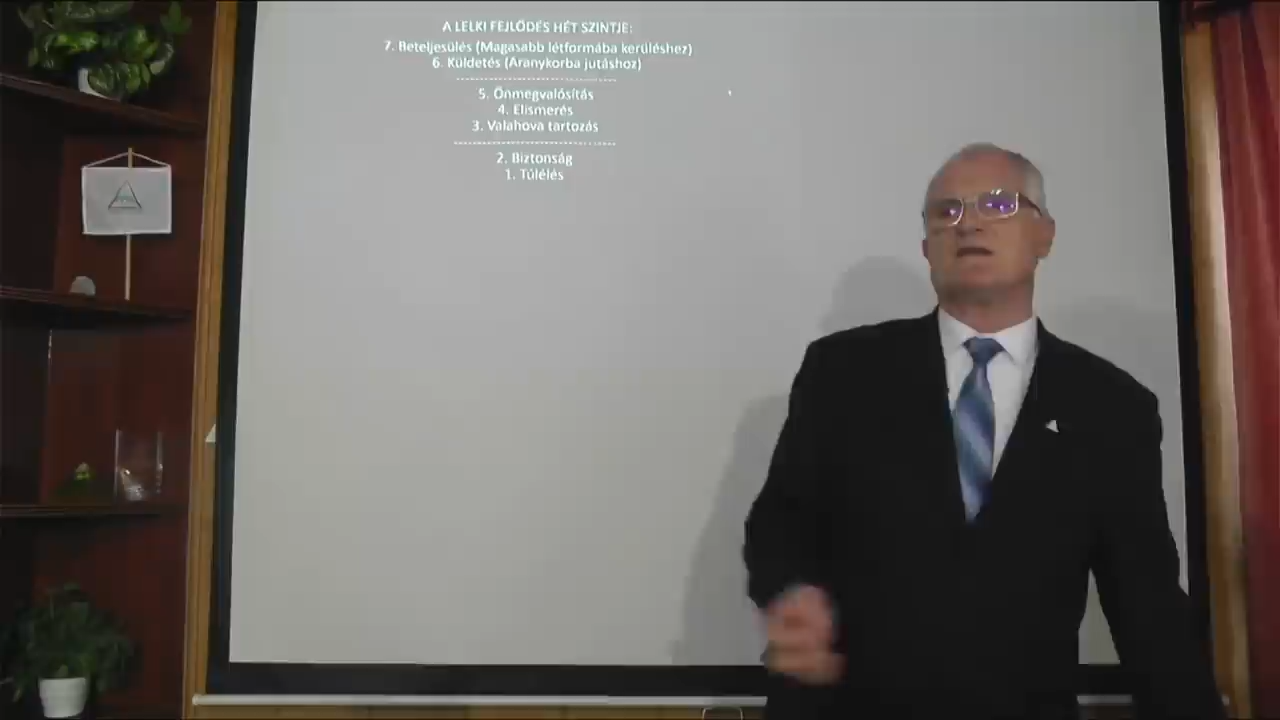 A LELKI FEJLŐDÉS HÉT SZINTJE:
7. Beteljesülés (Magasabb létformába kerüléshez)
6. Küldetés (Aranykorba jutáshoz)
5. Önmegvalósítás
4. Elismerés
3. Valahova tartozás
2. Biztonság
1. Túlélés